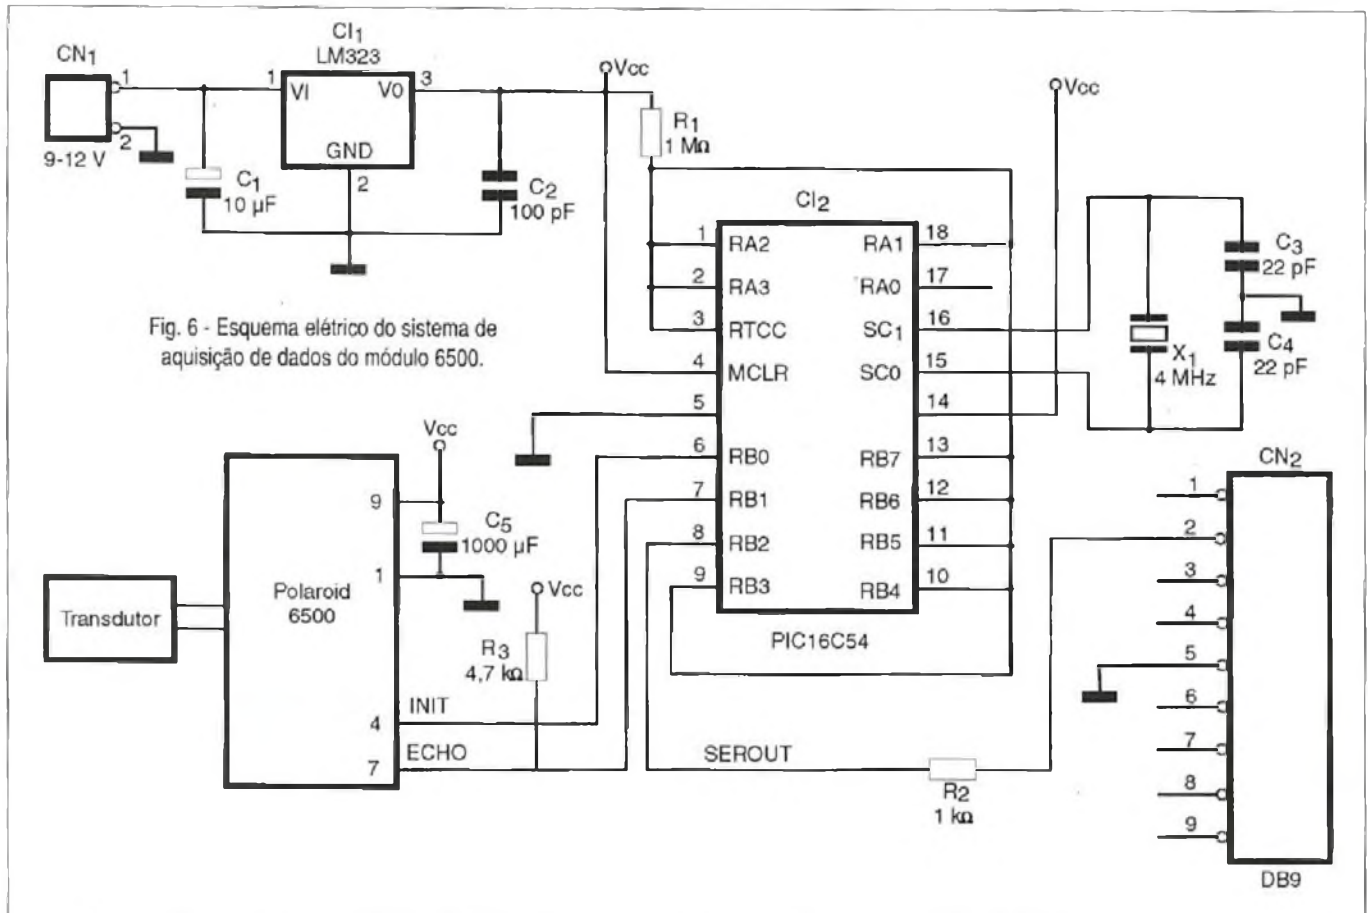 CI1
LM323
CN1
1
2
9-12 V
1
VI
V0
3
GND
2
C1
10 µF
C2
100 pF
Vcc
R1
1 MΩ
Vcc
CI2
1
RA2
RA1
18
2
RA3
RA0
17
3
RTCC
SC1
16
4
MCLR
SC0
15
5
14
6
RB0
RB7
13
7
RB1
RB6
12
8
RB2
RB5
11
9
RB3
RB4
10
PIC16C54
C3
22 pF
X1
4 MHz
C4
22 pF
Fig. 6 - Esquema elétrico do sistema de
aquisição de dados do módulo 6500.
Vcc
9
C5
1000 µF
1
Transdutor
Polaroid
6500
Vcc
R3
4,7 kΩ
INIT
4
ECHO
7
SEROUT
R2
1 kΩ
CN2
1
2
3
4
5
6
7
8
9
DB9